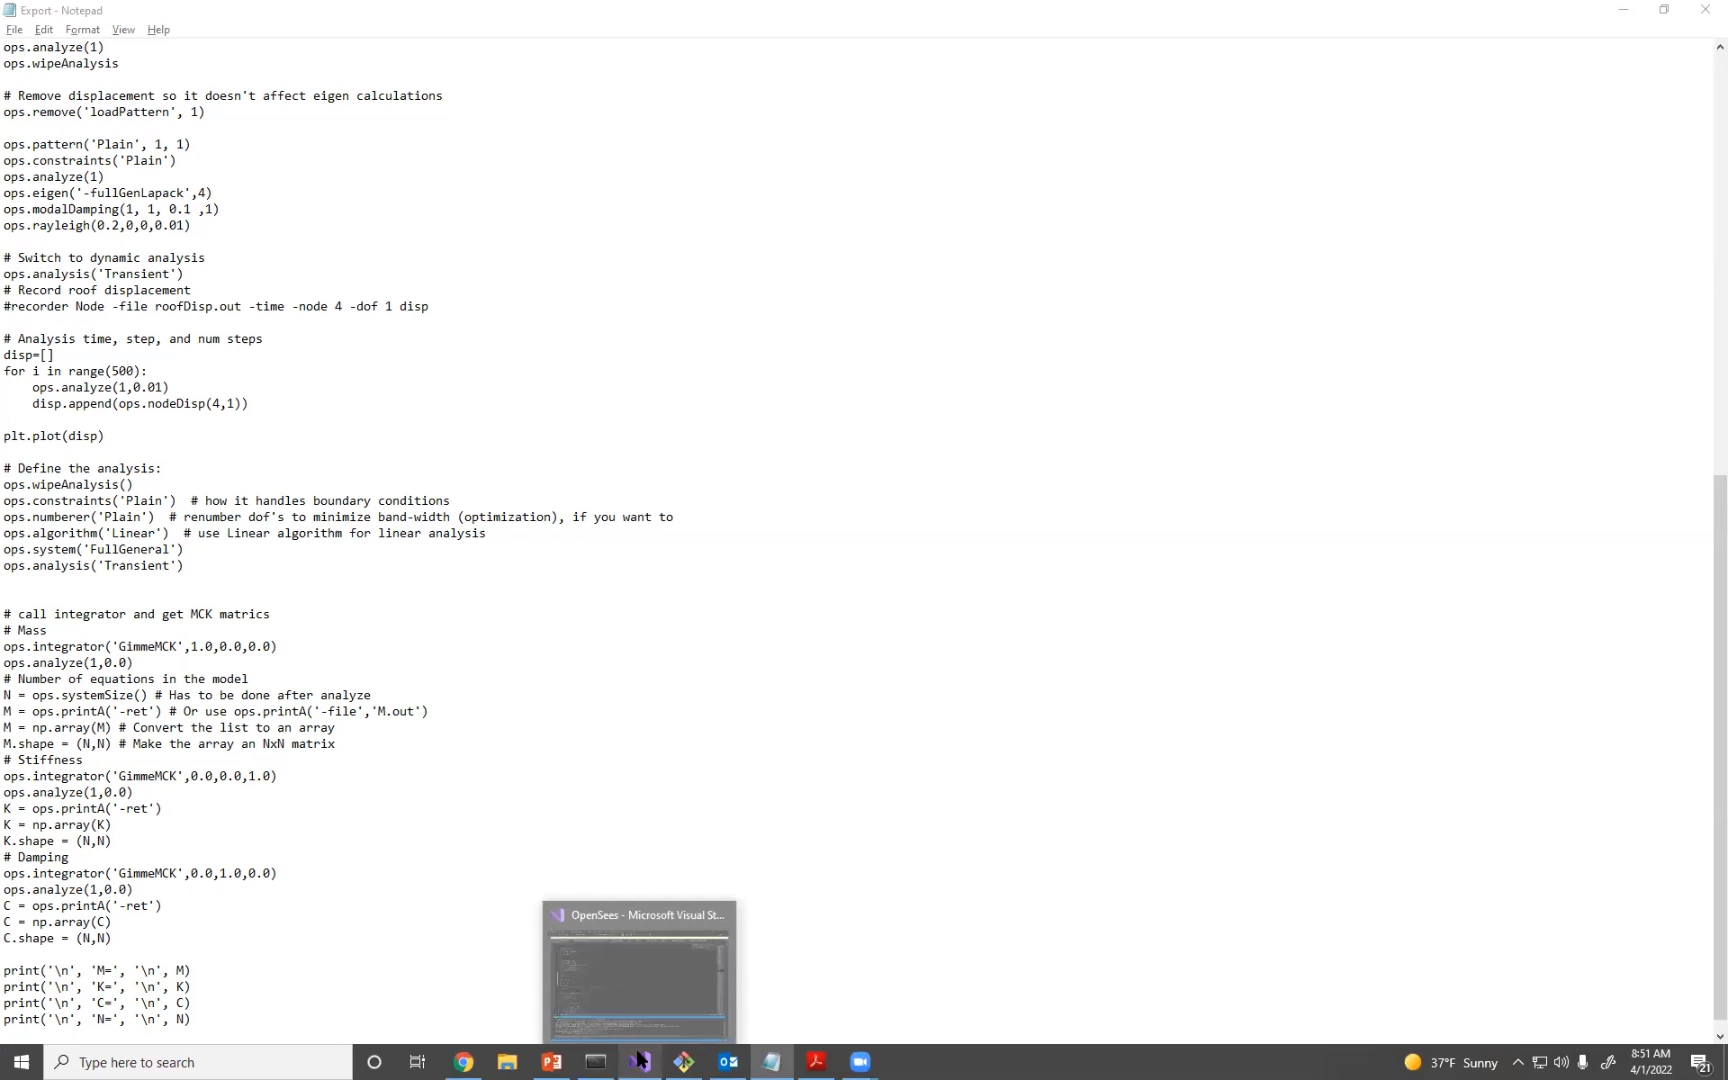 Export - Notepad
File Edit Format View Help
ops.analyze(1)
ops.wipeAnalysis
# Remove displacement so it doesn't affect eigen calculations
ops.remove('loadPattern', 1)
ops.pattern('Plain', 1, 1)
ops.constraints('Plain')
ops.analyze(1)
ops.eigen('-fullGenLapack',4)
ops.modalDamping(1, 1, 0.1 ,1)
ops.rayleigh(0.2,0,0,0.01)
# Switch to dynamic analysis
ops.analysis('Transient')
# Record roof displacement
#recorder Node -file roofDisp.out -time -node 4 -dof 1 disp
# Analysis time, step, and num steps
disp=[]
for i in range(500):
    ops.analyze(1,0.01)
    disp.append(ops.nodeDisp(4,1))
plt.plot(disp)
# Define the analysis:
ops.wipeAnalysis()
ops.constraints('Plain')  # how it handles boundary conditions
ops.numberer('Plain')  # renumber dof's to minimize band-width (optimization), if you want to
ops.algorithm('Linear')  # use Linear algorithm for linear analysis
ops.system('FullGeneral')
ops.analysis('Transient')
# call integrator and get MCK matrics
# Mass
ops.integrator('GimmeMCK',1.0,0.0,0.0)
ops.analyze(1,0.0)
# Number of equations in the model
N = ops.systemSize() # Has to be done after analyze
M = ops.printA('-ret') # Or use ops.printA('-file','M.out')
M = np.array(M) # Convert the list to an array
M.shape = (N,N) # Make the array an NxN matrix
# Stiffness
ops.integrator('GimmeMCK',0.0,0.0,1.0)
ops.analyze(1,0.0)
K = ops.printA('-ret')
K = np.array(K)
K.shape = (N,N)
# Damping
ops.integrator('GimmeMCK',0.0,1.0,0.0)
ops.analyze(1,0.0)
C = ops.printA('-ret')
C = np.array(C)
C.shape = (N,N)
print('\n', 'M=', '\n', M)
print('\n', 'K=', '\n', K)
print('\n', 'C=', '\n', C)
print('\n', 'N=', '\n', N)
OpenSees - Microsoft Visual St...
Type here to search
37°F Sunny
8:51 AM
4/1/2022
21